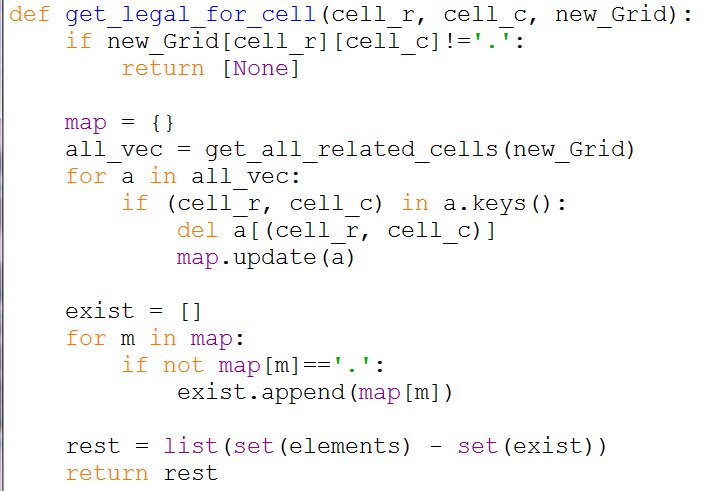 def get_legal_for_cell(cell_r, cell_c, new_Grid):
    if new_Grid[cell_r][cell_c]!='.':
        return [None]

    map = {}
    all_vec = get_all_related_cells(new_Grid)
    for a in all_vec:
        if (cell_r, cell_c) in a.keys():
            del a[(cell_r, cell_c)]
            map.update(a)

    exist = []
    for m in map:
        if not map[m]=='.':
            exist.append(map[m])

    rest = list(set(elements) - set(exist))
    return rest